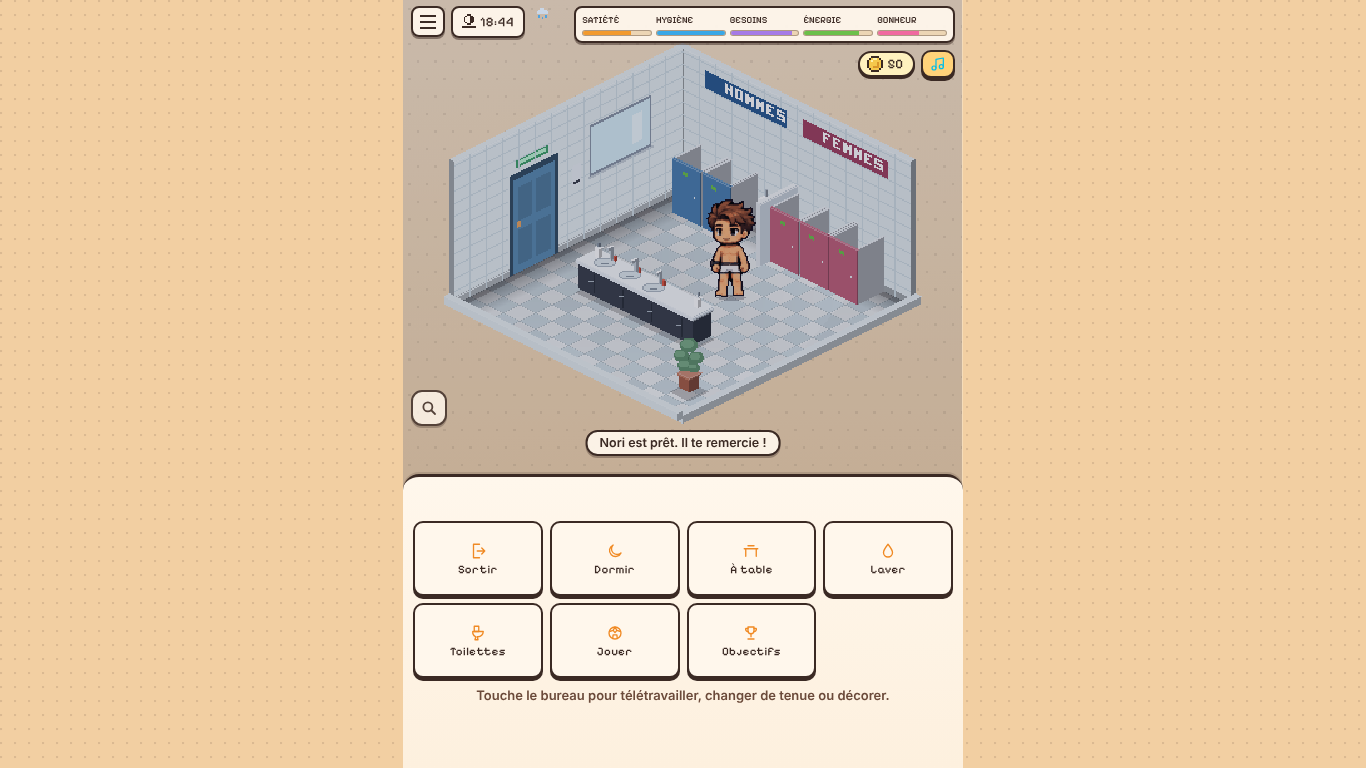 18:44
SATIÉTÉ
HYGIÈNE
BESOINS
ÉNERGIE
BONHEUR
80
HOMMES
FEMMES
Nori est prêt. Il te remercie !
Sortir
Dormir
À table
Laver
Toilettes
Jouer
Objectifs
Touche le bureau pour télétravailler, changer de tenue ou décorer.